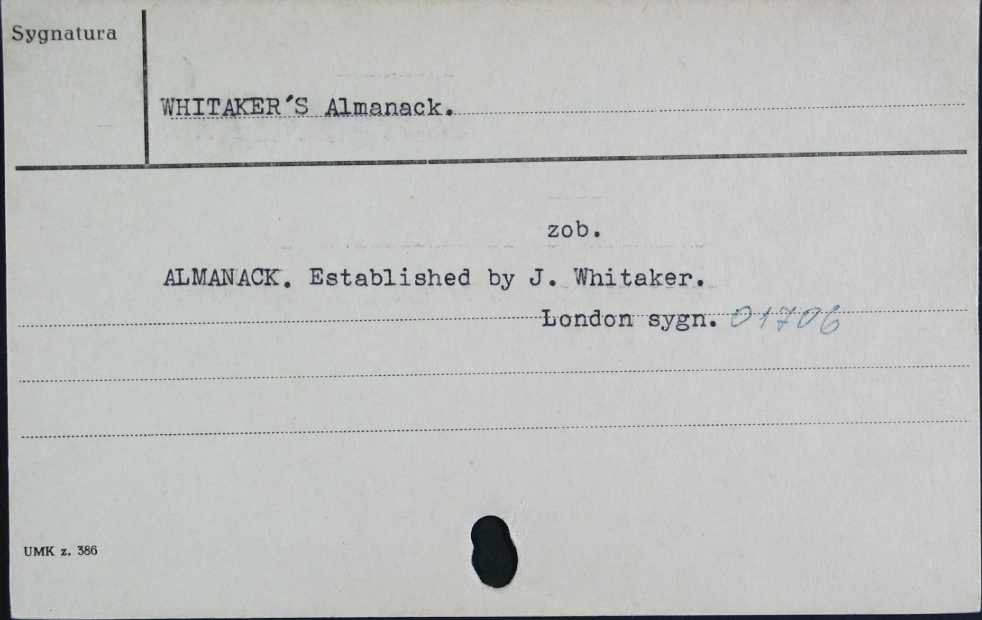 Sygnatura
WHITAKER´S Almanack.
zob.
ALMANACK. Established by J. Whitaker.
London sygn. 01706
UMK z. 386